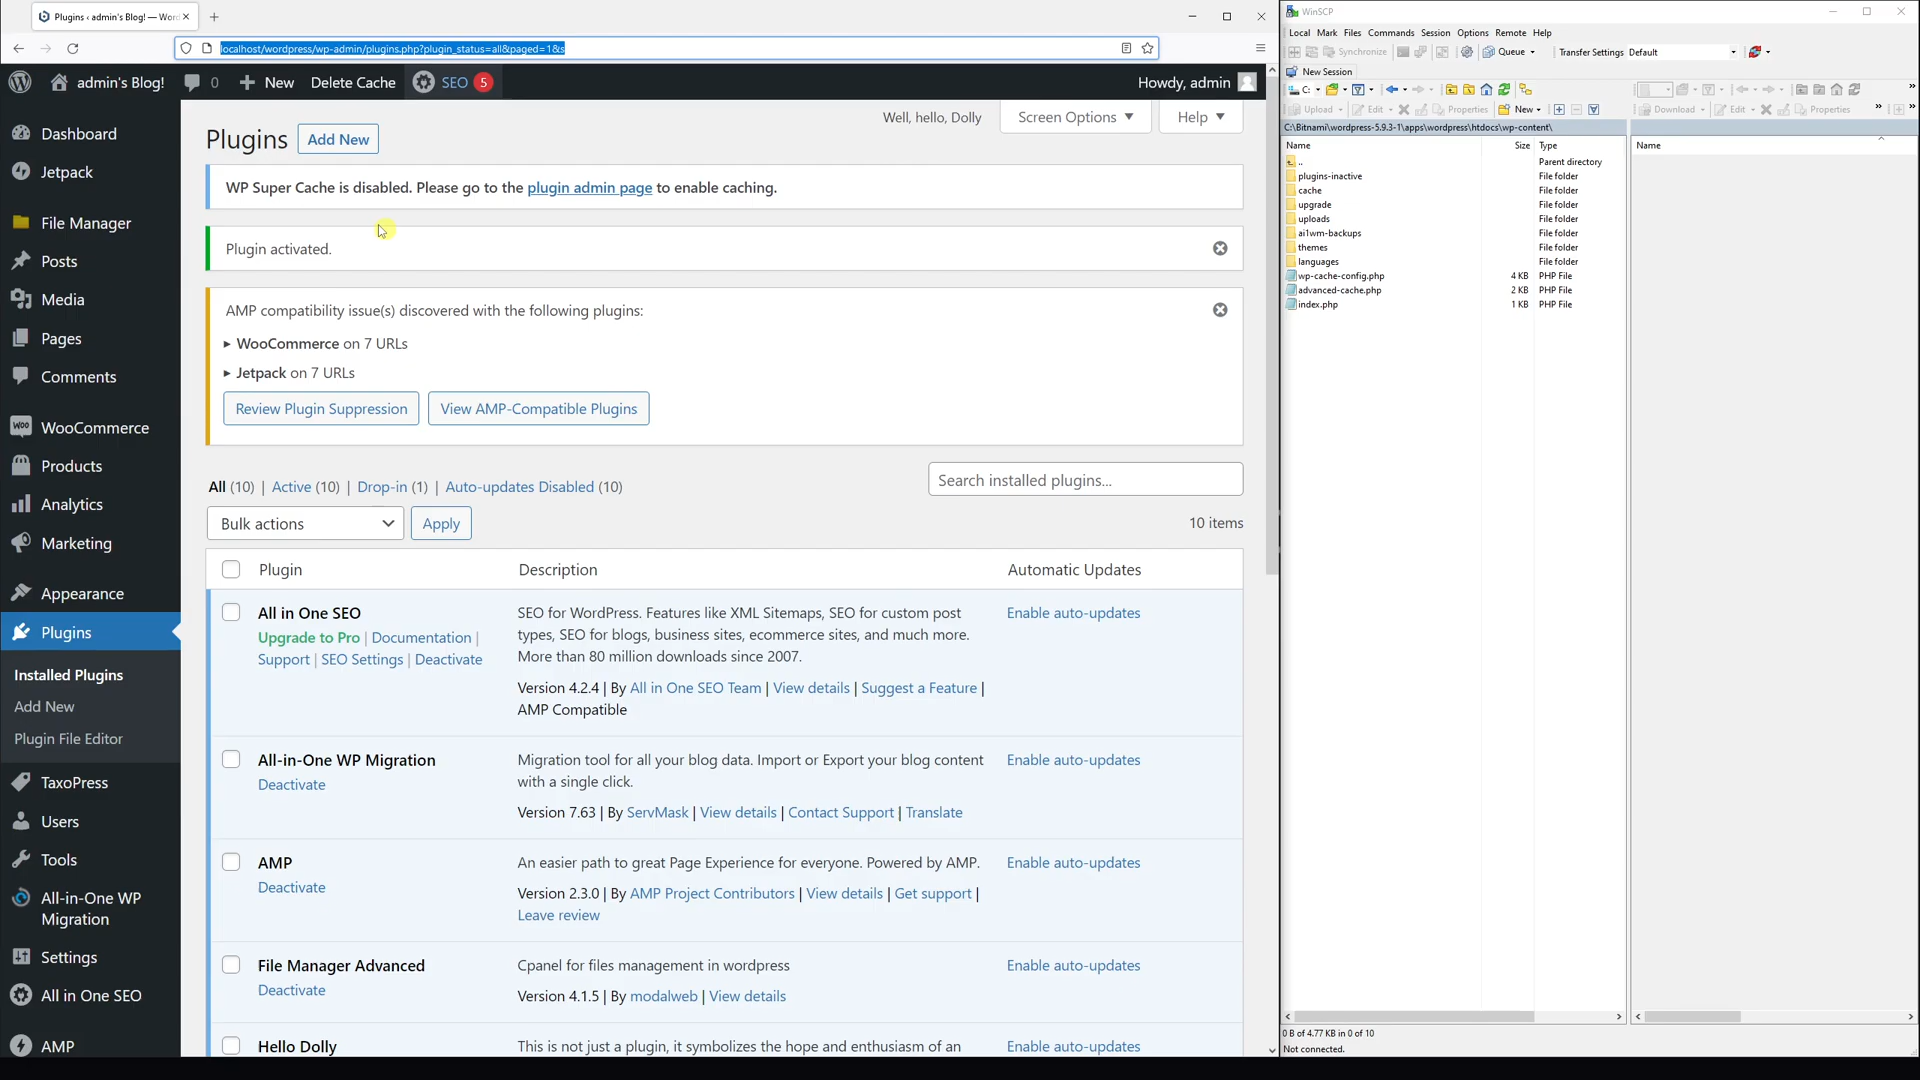 Plugins ‹ admin's Blog! — Word
localhost/wordpress/wp-admin/plugins.php?plugin_status=all&paged=1&s
admin's Blog!
0
New
Delete Cache
SEO
5
Howdy, admin
Dashboard
Jetpack
File Manager
Posts
Media
Pages
Comments
WooCommerce
Products
Analytics
Marketing
Appearance
Plugins
Installed Plugins
Add New
Plugin File Editor
TaxoPress
Users
Tools
All-in-One WP
Migration
Settings
All in One SEO
AMP
Well, hello, Dolly
Screen Options
Help
Plugins
Add New
WP Super Cache is disabled. Please go to the plugin admin page to enable caching.
Plugin activated.
AMP compatibility issue(s) discovered with the following plugins:
WooCommerce on 7 URLs
Jetpack on 7 URLs
Review Plugin Suppression
View AMP-Compatible Plugins
All (10) | Active (10) | Drop-in (1) | Auto-updates Disabled (10)
Search installed plugins...
Bulk actions
Apply
10 items
Plugin
Description
Automatic Updates
All in One SEO
Upgrade to Pro | Documentation |
Support | SEO Settings | Deactivate
SEO for WordPress. Features like XML Sitemaps, SEO for custom post
types, SEO for blogs, business sites, ecommerce sites, and much more.
More than 80 million downloads since 2007.
Version 4.2.4 | By All in One SEO Team | View details | Suggest a Feature |
AMP Compatible
Enable auto-updates
All-in-One WP Migration
Deactivate
Migration tool for all your blog data. Import or Export your blog content
with a single click.
Version 7.63 | By ServMask | View details | Contact Support | Translate
Enable auto-updates
AMP
Deactivate
An easier path to great Page Experience for everyone. Powered by AMP.
Version 2.3.0 | By AMP Project Contributors | View details | Get support |
Leave review
Enable auto-updates
File Manager Advanced
Deactivate
Cpanel for files management in wordpress
Version 4.1.5 | By modalweb | View details
Enable auto-updates
Hello Dolly
This is not just a plugin, it symbolizes the hope and enthusiasm of an
Enable auto-updates
WinSCP
Local Mark Files Commands Session Options Remote Help
Synchronize
Queue
Transfer Settings Default
New Session
C:
Upload
Edit
Properties
New
Download
Edit
Properties
C:\Bitnami\wordpress-5.9.3-1\apps\wordpress\htdocs\wp-content\
Name Size Type
.. Parent directory
plugins-inactive File folder
cache File folder
upgrade File folder
uploads File folder
ai1wm-backups File folder
themes File folder
languages File folder
wp-cache-config.php 4 KB PHP File
advanced-cache.php 2 KB PHP File
index.php 1 KB PHP File
Name
0 B of 4.77 KB in 0 of 10
Not connected.